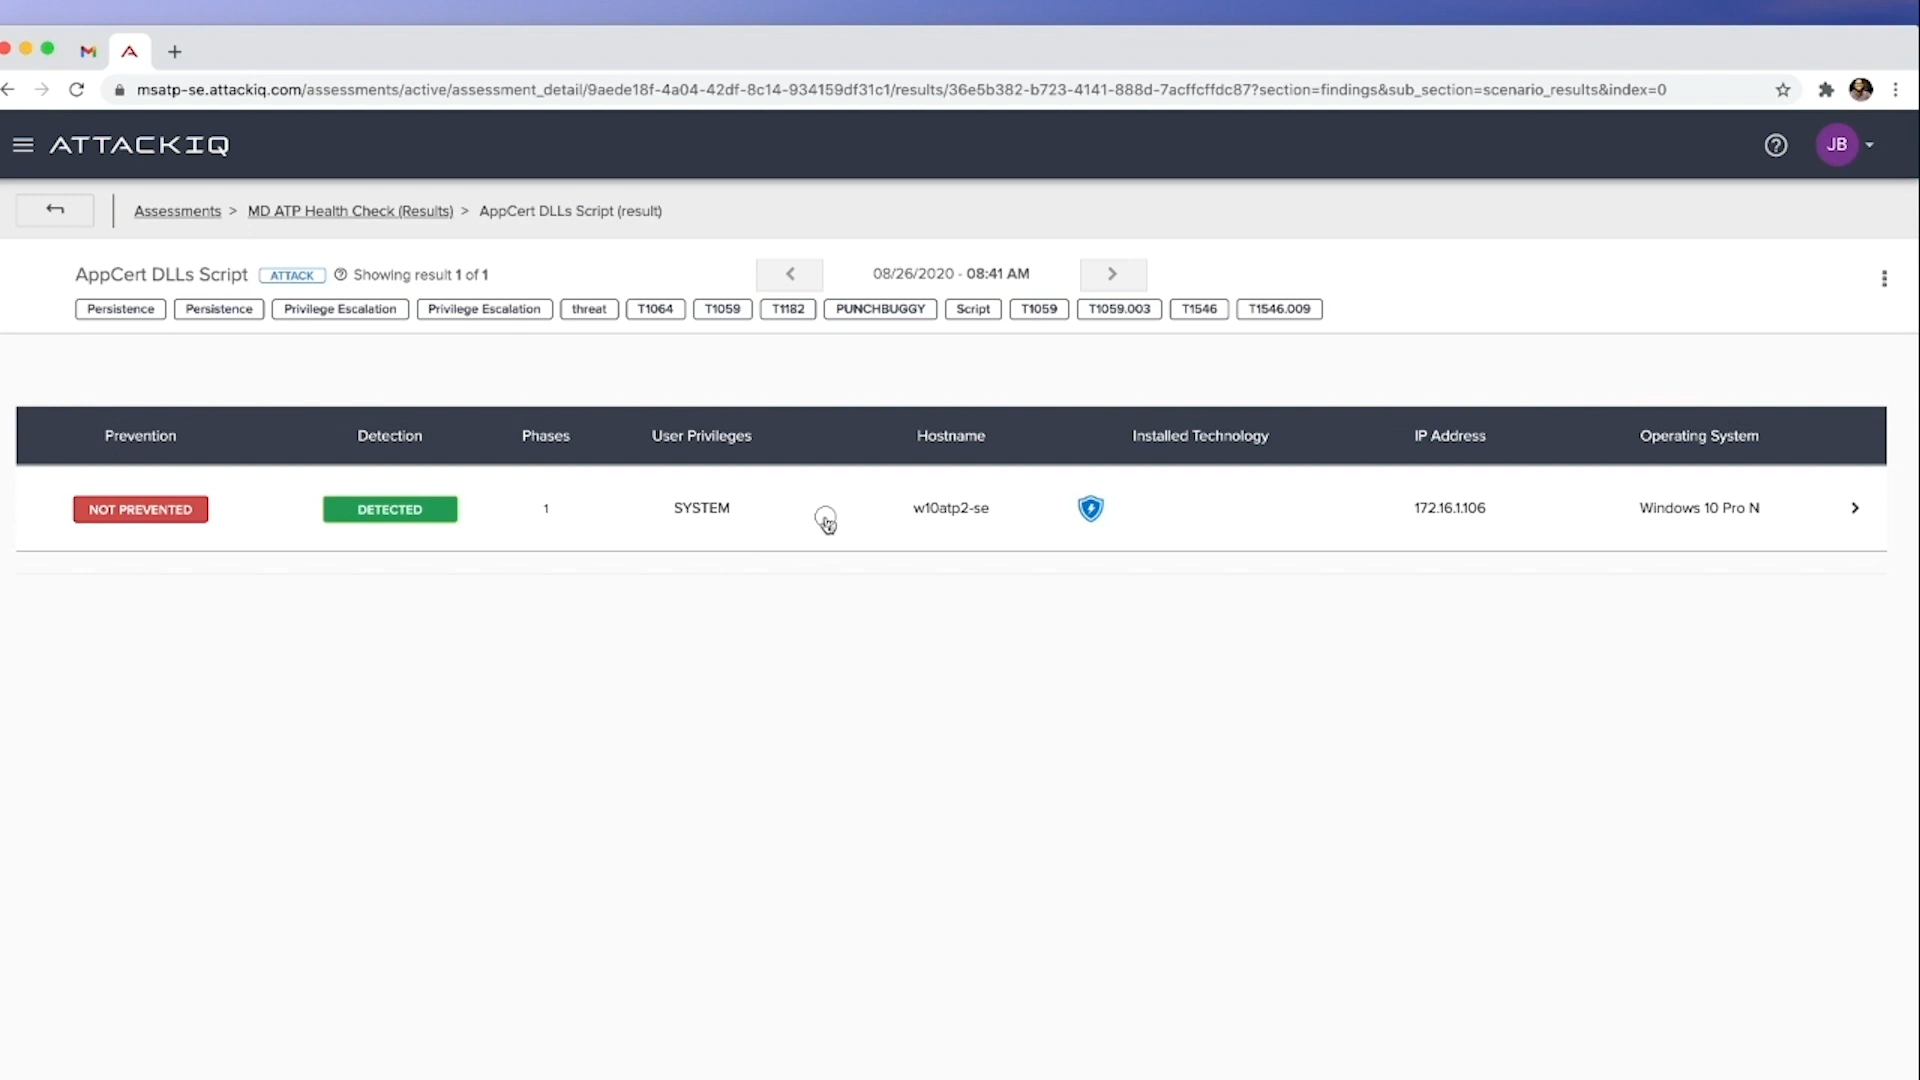 msatp-se.attackiq.com/assessments/active/assessment_detail/9aede18f-4a04-42df-8c14-934159df31c1/results/36e5b382-b723-4141-888d-7acffcffdc87?section=findings&sub_section=scenario_results&index=0
ATTACKIQ
JB
Assessments > MD ATP Health Check (Results) > AppCert DLLs Script (result)
AppCert DLLs Script ATTACK Showing result 1 of 1 08/26/2020 - 08:41 AM
Persistence Persistence Privilege Escalation Privilege Escalation threat T1064 T1059 T1182 PUNCHBUGGY Script T1059 T1059.003 T1546 T1546.009
Prevention Detection Phases User Privileges Hostname Installed Technology IP Address Operating System
NOT PREVENTED DETECTED 1 SYSTEM w10atp2-se 172.16.1.106 Windows 10 Pro N